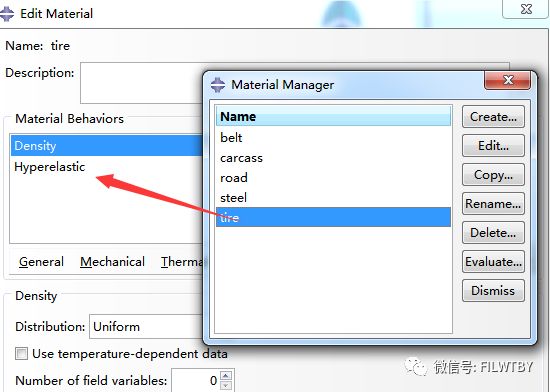 Edit Material
Name: tire
Description:
Material Behaviors
Density
Hyperelastic
General Mechanical Therma
Density
Distribution: Uniform
Use temperature-dependent data
Number of field variables: 0
Material Manager
Name
belt
carcass
road
steel
tire
Create...
Edit...
Copy...
Rename...
Delete...
Evaluate...
Dismiss
微信号: FILWTBY